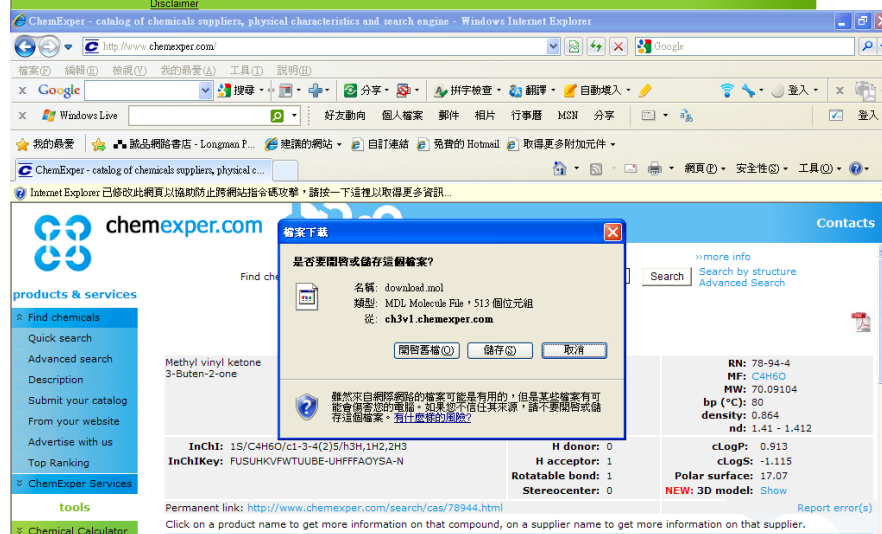 Disclaimer
ChemExper - catalog of chemicals suppliers, physical characteristics and search engine - Windows Internet Explorer
http://www.chemexper.com/
Google
檔案(F) 編輯(E) 檢視(V) 我的最愛(A) 工具(T) 說明(H)
x Google 搜尋 分享 拼字檢查 翻譯 自動填入 登入 x
x Windows Live 好友動向 個人檔案 郵件 相片 行事曆 MSN 分享 登入
我的最愛 誠品網路書店 - Longman P... 建議的網站 自訂連結 免費的 Hotmail 取得更多附加元件
ChemExper - catalog of chemicals suppliers, physical c...
網頁(P) 安全性(S) 工具(O)
Internet Explorer 已修改此網頁以協助防止跨網站指令碼攻擊，請按一下這裡以取得更多資訊...
chemexper.com
Contacts
檔案下載
是否要開啟或儲存這個檔案?
名稱: download.mol
類型: MDL Molecule File，513 個位元組
從: ch3v1.chemexper.com
開啟舊檔(O) 儲存(S) 取消
雖然來自網際網路的檔案可能是有用的，但是某些檔案有可
能會傷害您的電腦。如果您不信任其來源，請不要開啟或儲
存這個檔案。有什麼樣的風險?
Find che
Search
»more info
Search by structure
Advanced Search
products & services
Find chemicals
Quick search
Advanced search
Description
Submit your catalog
From your website
Advertise with us
Top Ranking
ChemExper Services
tools
Chemical Calculator
Methyl vinyl ketone
3-Buten-2-one
RN: 78-94-4
MF: C4H6O
MW: 70.09104
bp (°C): 80
density: 0.864
nd: 1.41 - 1.412
InChI: 1S/C4H6O/c1-3-4(2)5/h3H,1H2,2H3
InChIKey: FUSUHKVFWTUUBE-UHFFFAOYSA-N
H donor: 0
H acceptor: 1
Rotatable bond: 1
Stereocenter: 0
cLogP: 0.913
cLogS: -1.115
Polar surface: 17.07
NEW: 3D model: Show
Permanent link: http://www.chemexper.com/search/cas/78944.html
Report error(s)
Click on a product name to get more information on that compound, on a supplier name to get more information on that supplier.